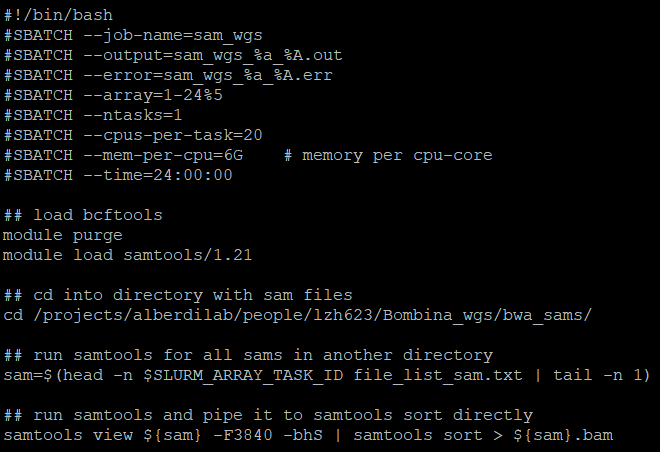 #!/bin/bash
#SBATCH --job-name=sam_wgs
#SBATCH --output=sam_wgs_%a_%A.out
#SBATCH --error=sam_wgs_%a_%A.err
#SBATCH --array=1-24%5
#SBATCH --ntasks=1
#SBATCH --cpus-per-task=20
#SBATCH --mem-per-cpu=6G    # memory per cpu-core
#SBATCH --time=24:00:00

## load bcftools
module purge
module load samtools/1.21

## cd into directory with sam files
cd /projects/alberdilab/people/lzh623/Bombina_wgs/bwa_sams/

## run samtools for all sams in another directory
sam=$(head -n $SLURM_ARRAY_TASK_ID file_list_sam.txt | tail -n 1)

## run samtools and pipe it to samtools sort directly
samtools view ${sam} -F3840 -bhS | samtools sort > ${sam}.bam